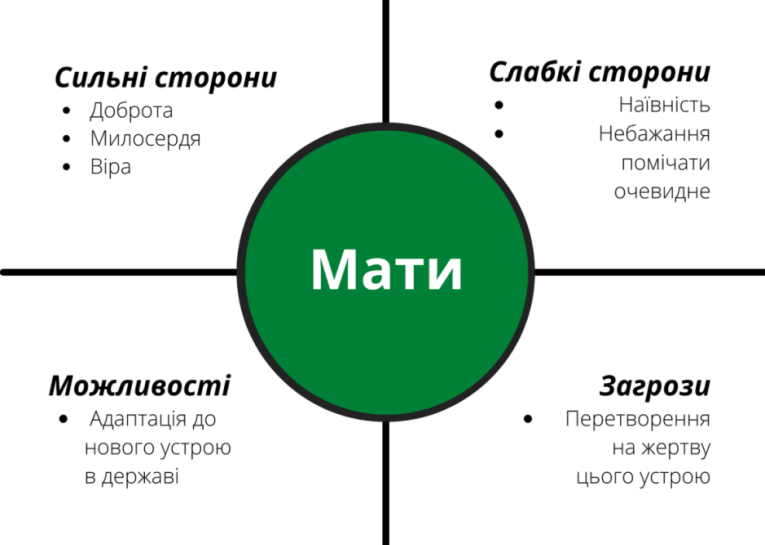 Сильні сторони
• Доброта
• Милосердя
• Віра
Слабкі сторони
• Наївність
• Небажання
помічати
очевидне
Мати
Можливості
• Адаптація до
нового устрою
в державі
Загрози
• Перетворення
на жертву
цього устрою